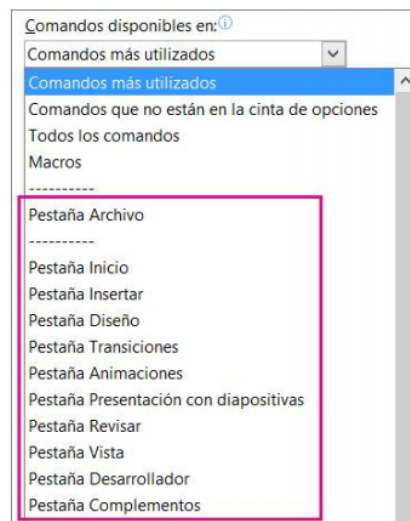 Comandos disponibles en:
Comandos más utilizados
Comandos más utilizados
Comandos que no están en la cinta de opciones
Todos los comandos
Macros
----------
Pestaña Archivo
----------
Pestaña Inicio
Pestaña Insertar
Pestaña Diseño
Pestaña Transiciones
Pestaña Animaciones
Pestaña Presentación con diapositivas
Pestaña Revisar
Pestaña Vista
Pestaña Desarrollador
Pestaña Complementos